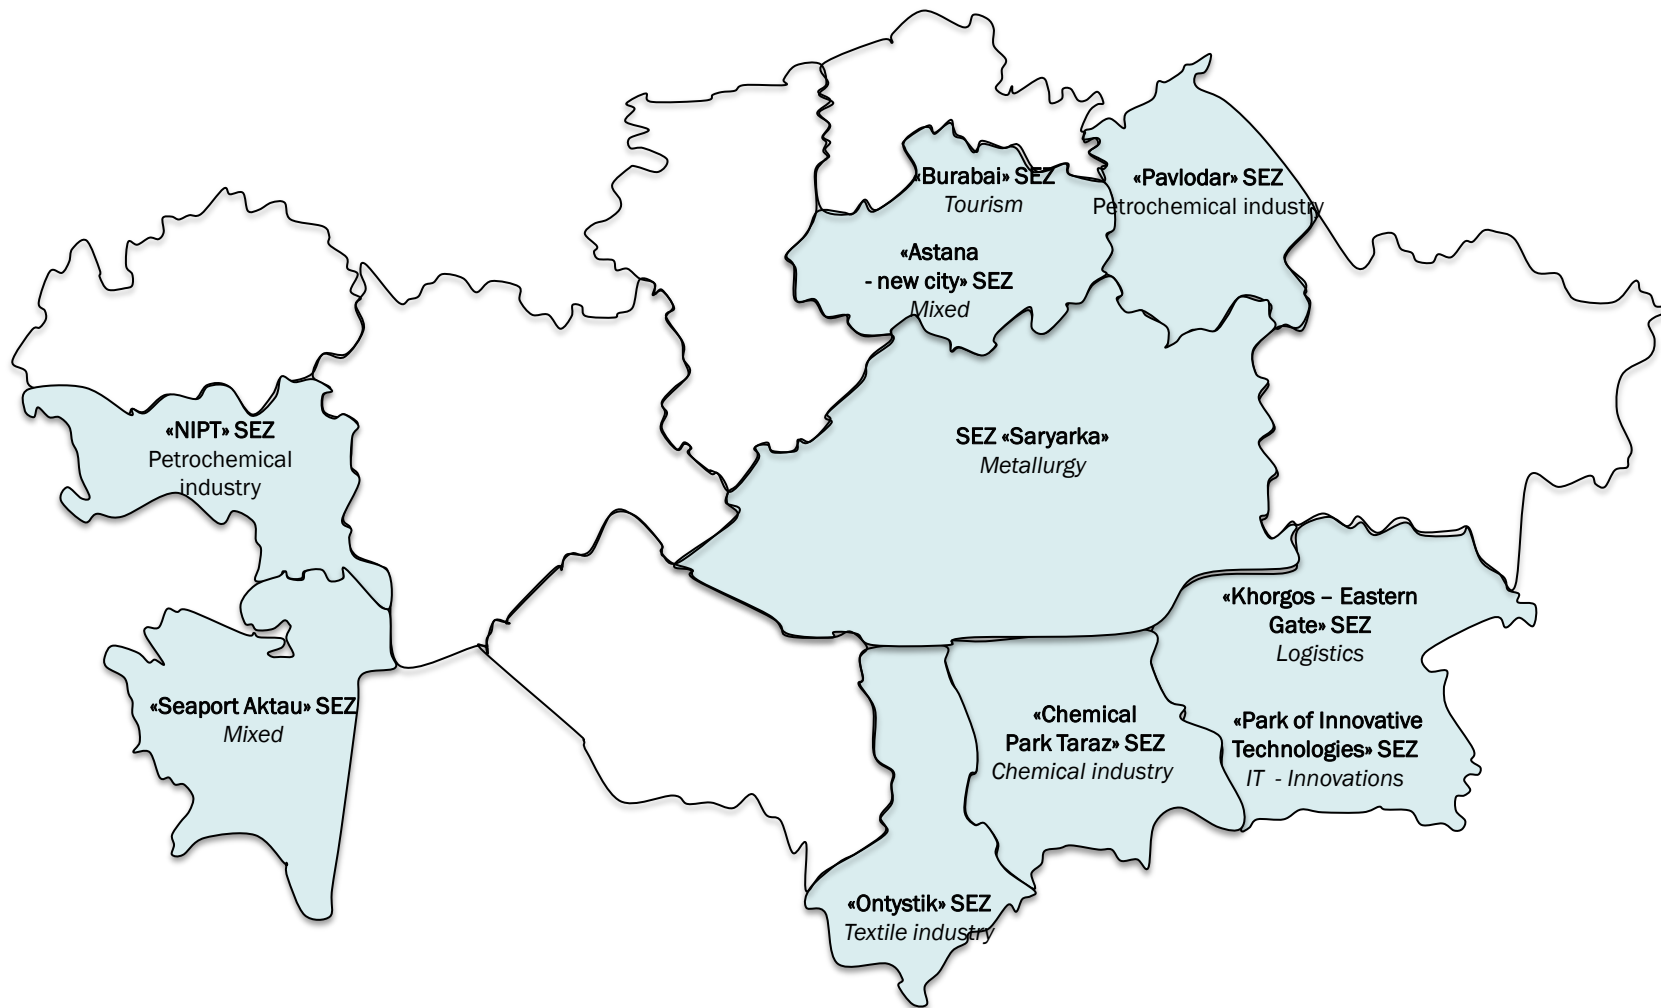 «Burabai» SEZ
Tourism
«Pavlodar» SEZ
Petrochemical industry
«Astana
- new city» SEZ
Mixed
«NIPT» SEZ
Petrochemical
industry
SEZ «Saryarka»
Metallurgy
«Khorgos – Eastern
Gate» SEZ
Logistics
«Seaport Aktau» SEZ
Mixed
«Chemical
Park Taraz» SEZ
Chemical industry
«Park of Innovative
Technologies» SEZ
IT - Innovations
«Ontystik» SEZ
Textile industry